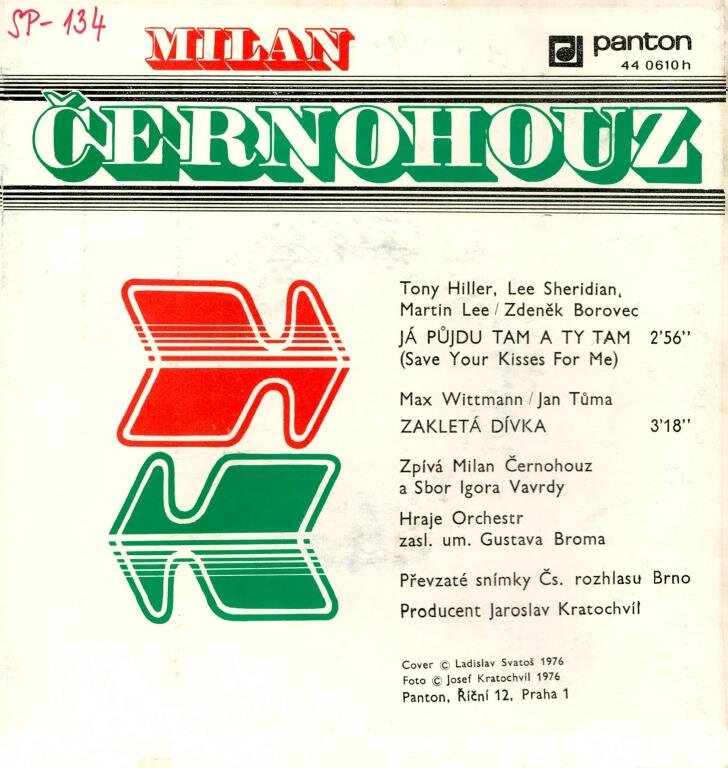 SP-134
MILAN
panton
44 0610 h
ČERNOHOUZ
Tony Hiller, Lee Sheridian,
Martin Lee / Zdeněk Borovec
JÁ PŮJDU TAM A TY TAM 2'56''
(Save Your Kisses For Me)
Max Wittmann / Jan Tůma
ZAKLETÁ DÍVKA 3'18''
Zpívá Milan Černohouz
a Sbor Igora Vavrdy
Hraje Orchestr
zasl. um. Gustava Broma
Převzaté snímky Čs. rozhlasu Brno
Producent Jaroslav Kratochvíl
Cover © Ladislav Svatoš 1976
Foto © Josef Kratochvil 1976
Panton, Říční 12, Praha 1